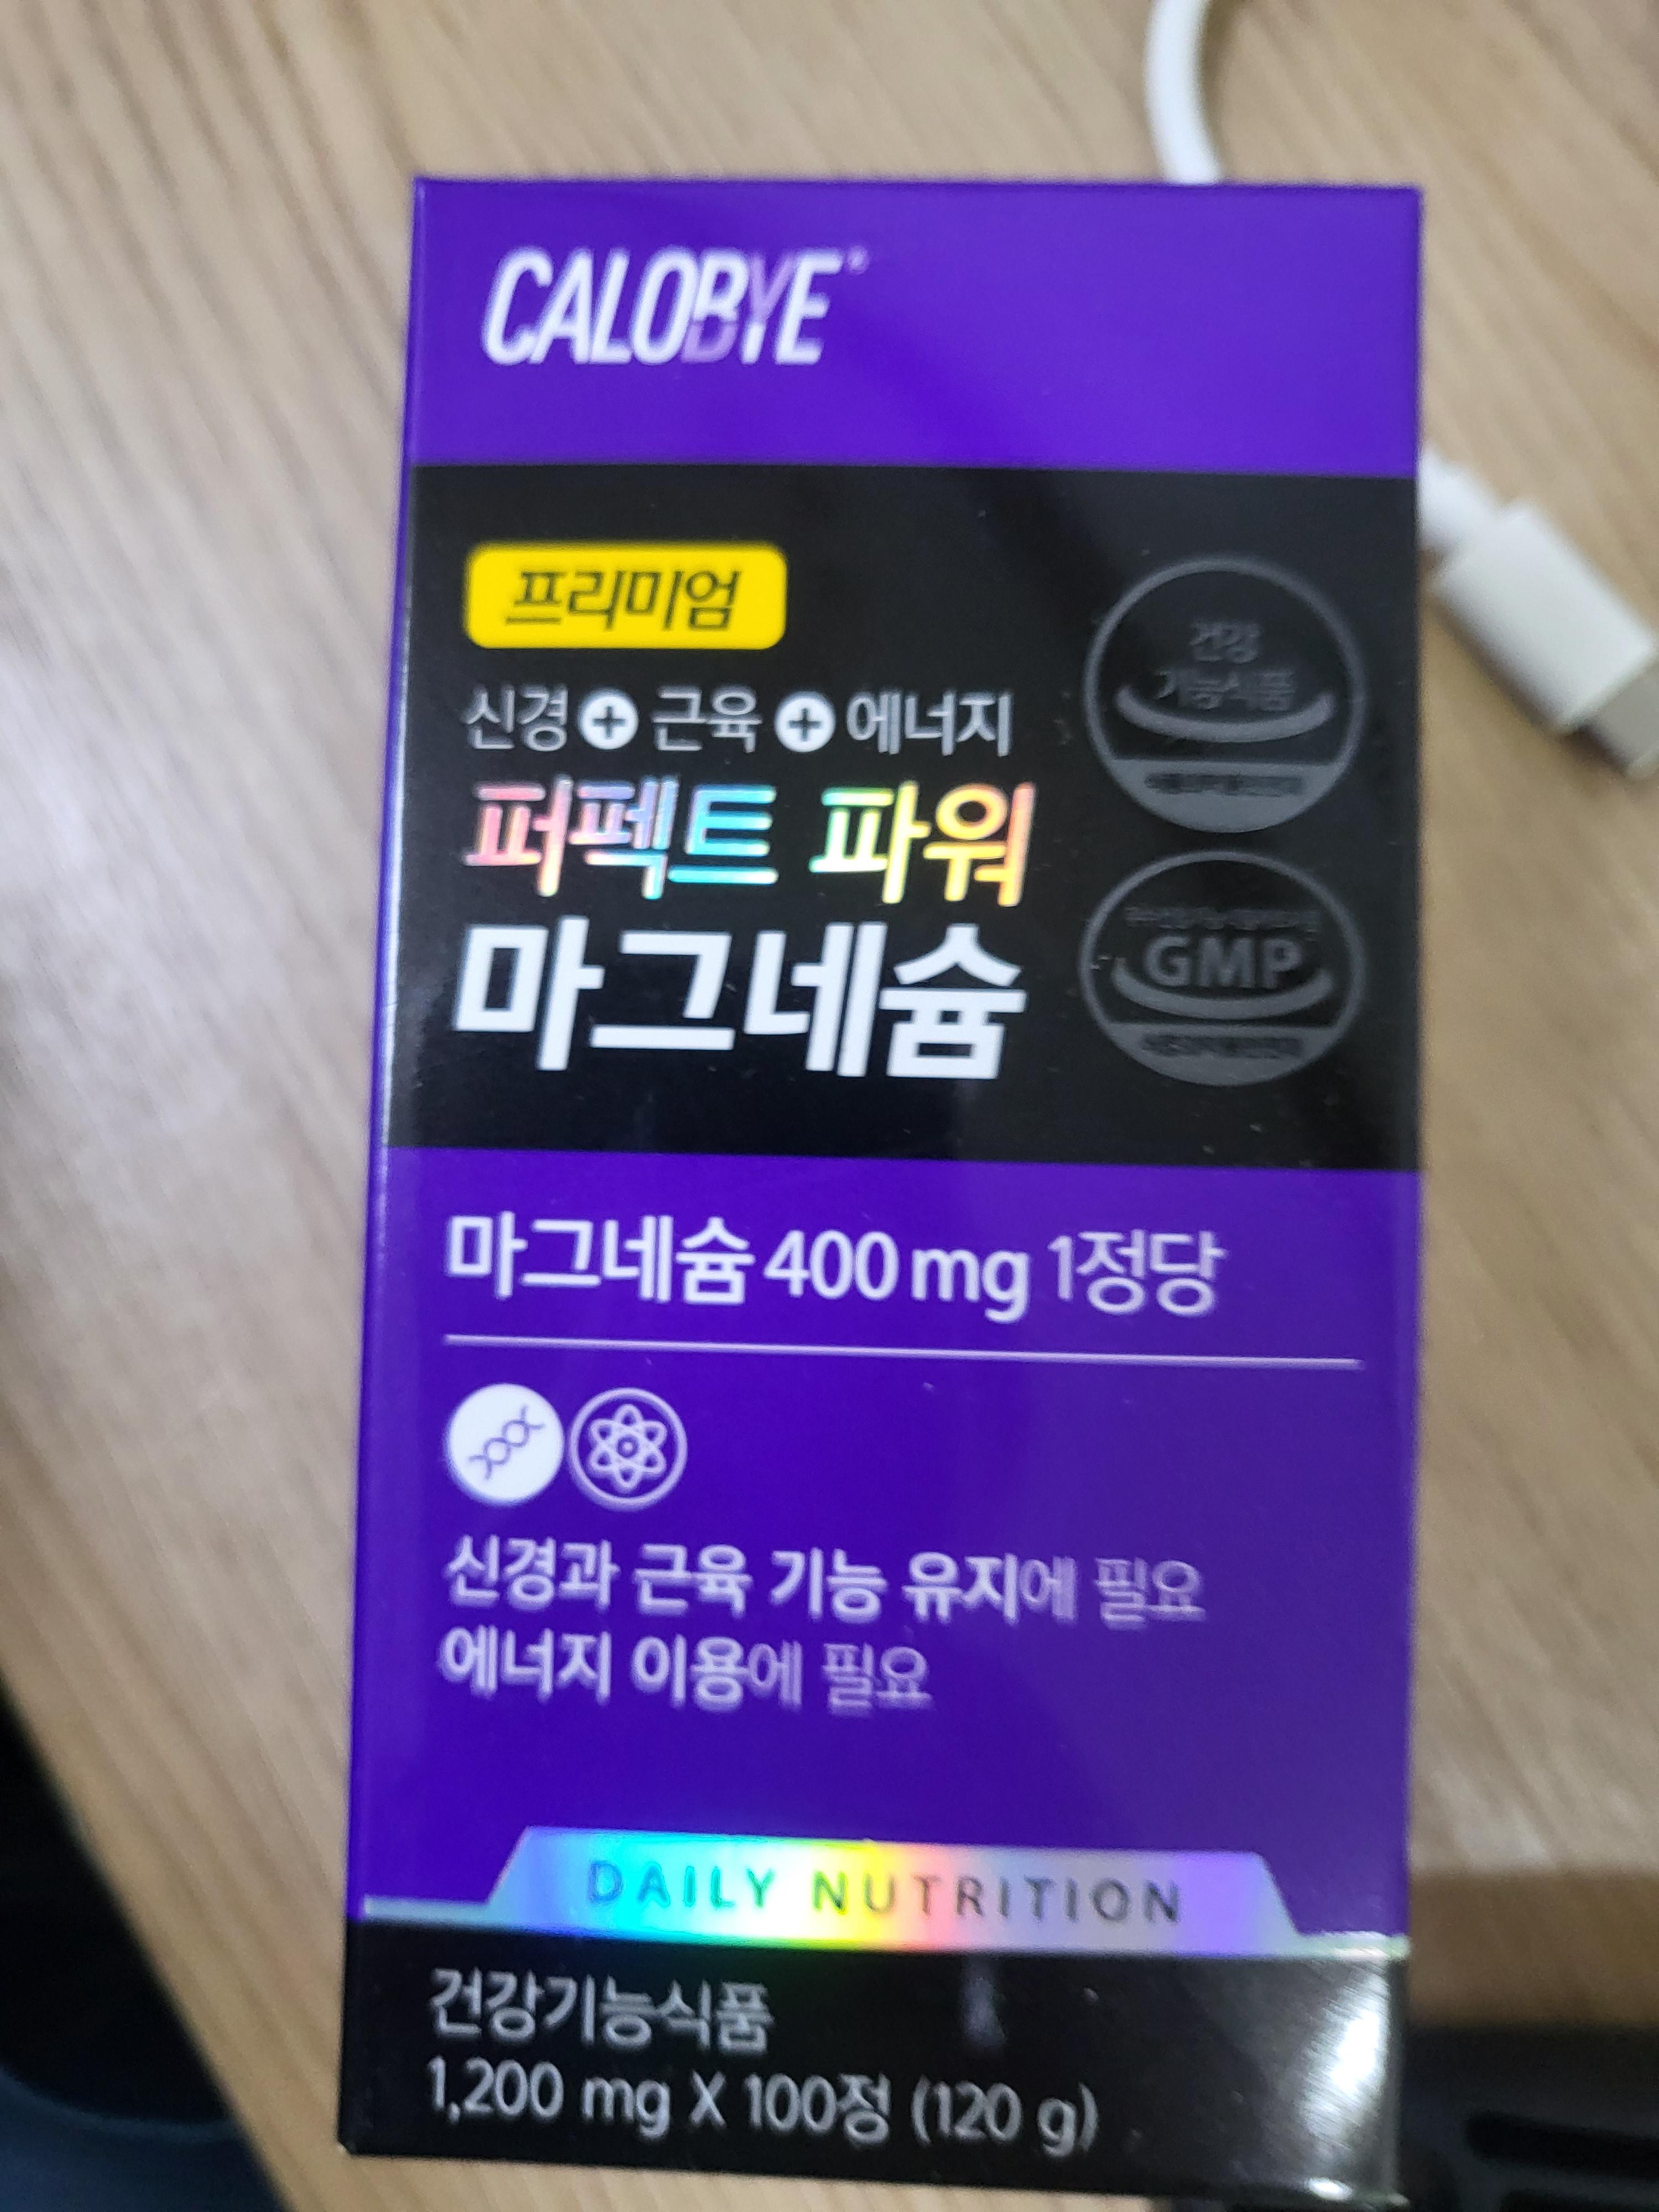 CALOBYE
프리미엄
신경 + 근육 + 에너지
퍼펙트 파워
마그네슘
건강
기능식품
GMP
마그네슘 400 mg 1정당
신경과 근육 기능 유지에 필요
에너지 이용에 필요
DAILY NUTRITION
건강기능식품
1,200 mg X 100정 (120 g)